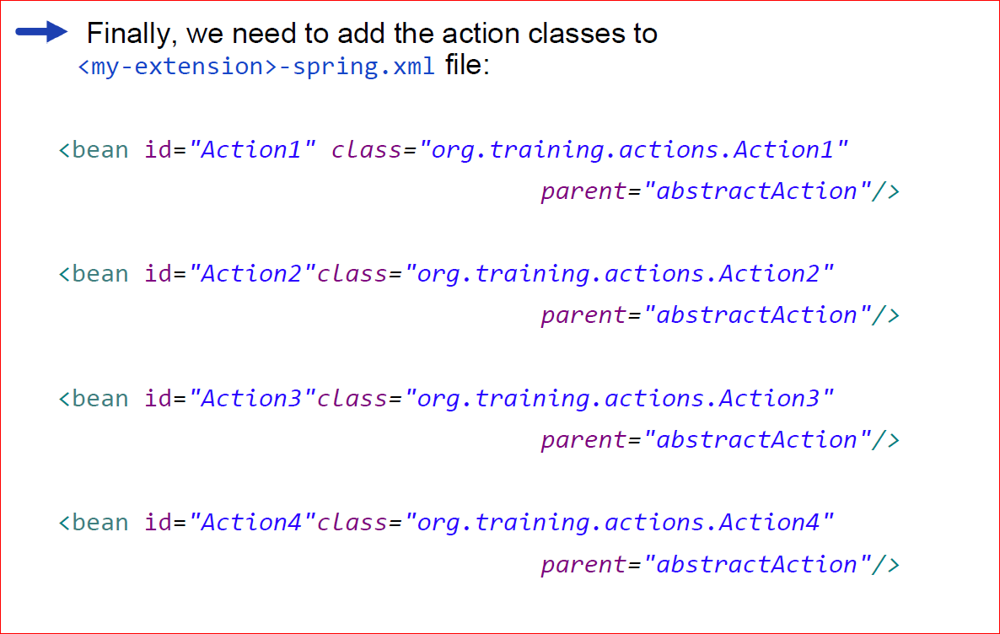 Finally, we need to add the action classes to
<my-extension>-spring.xml file:
<bean id="Action1" class="org.training.actions.Action1"
parent="abstractAction"/>
<bean id="Action2"class="org.training.actions.Action2"
parent="abstractAction"/>
<bean id="Action3"class="org.training.actions.Action3"
parent="abstractAction"/>
<bean id="Action4"class="org.training.actions.Action4"
parent="abstractAction"/>